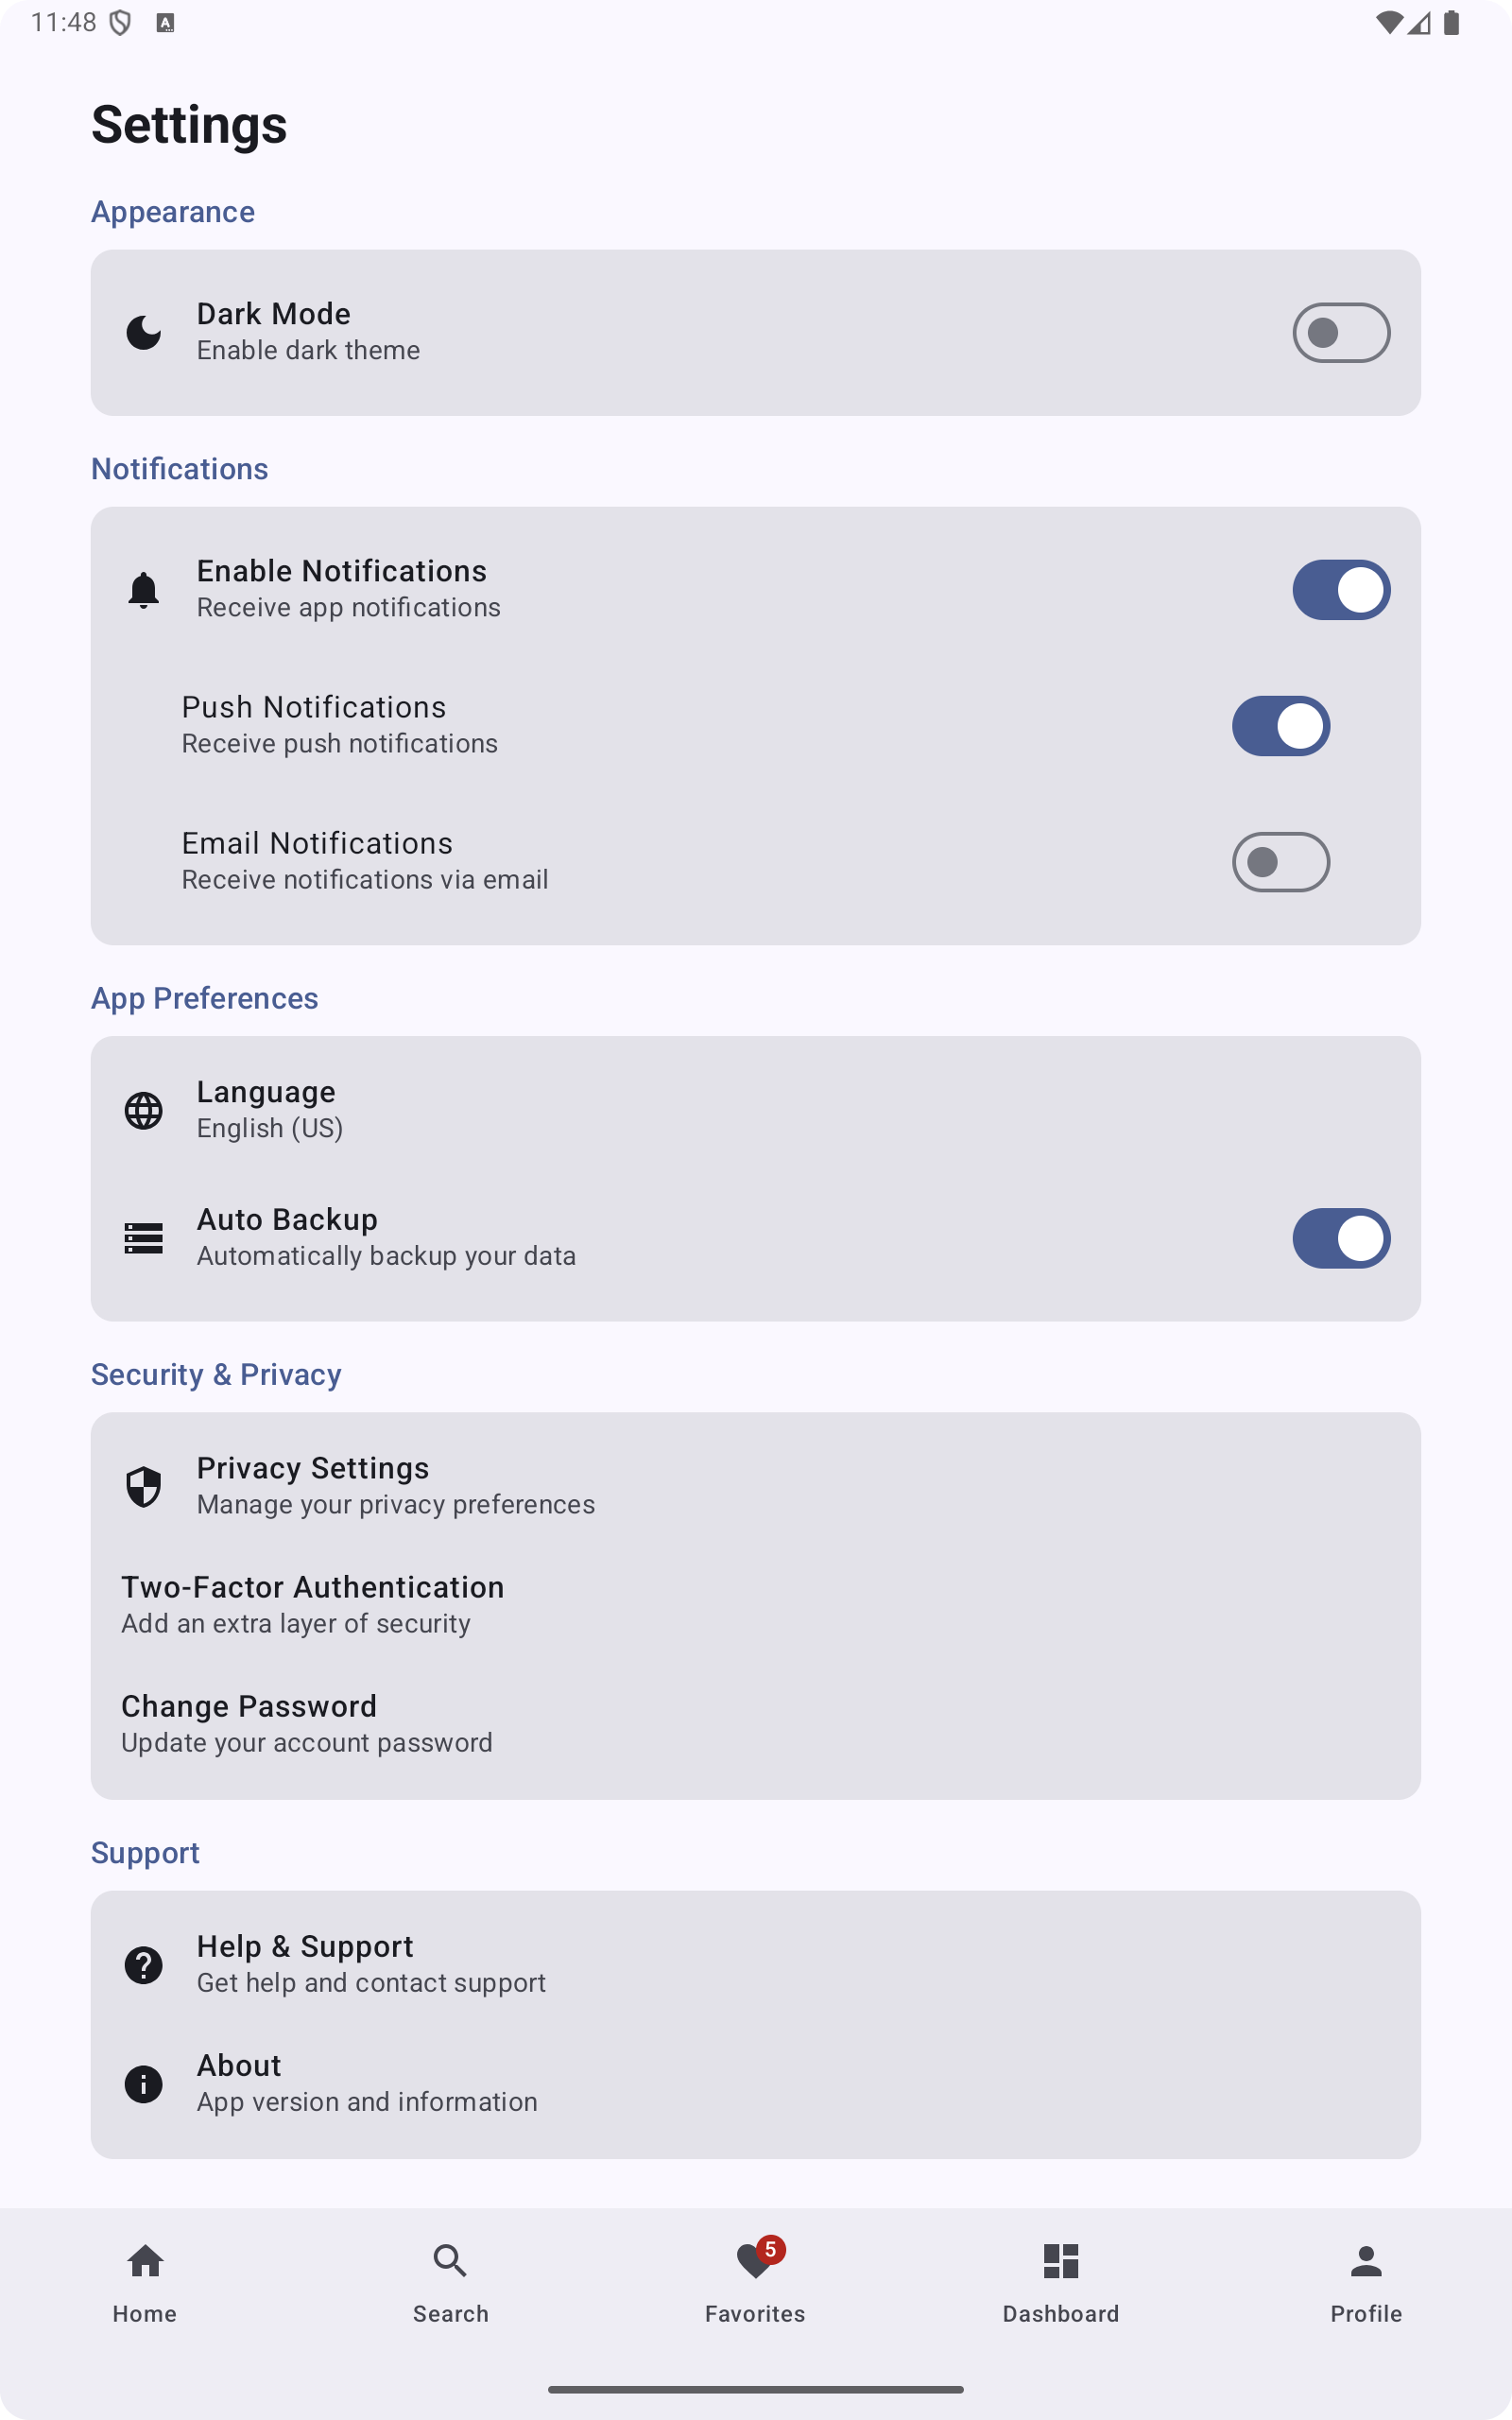 11:48
Settings
Appearance
Dark Mode
Enable dark theme
Notifications
Enable Notifications
Receive app notifications
Push Notifications
Receive push notifications
Email Notifications
Receive notifications via email
App Preferences
Language
English (US)
Auto Backup
Automatically backup your data
Security & Privacy
Privacy Settings
Manage your privacy preferences
Two-Factor Authentication
Add an extra layer of security
Change Password
Update your account password
Support
Help & Support
Get help and contact support
About
App version and information
5
Home Search Favorites Dashboard Profile